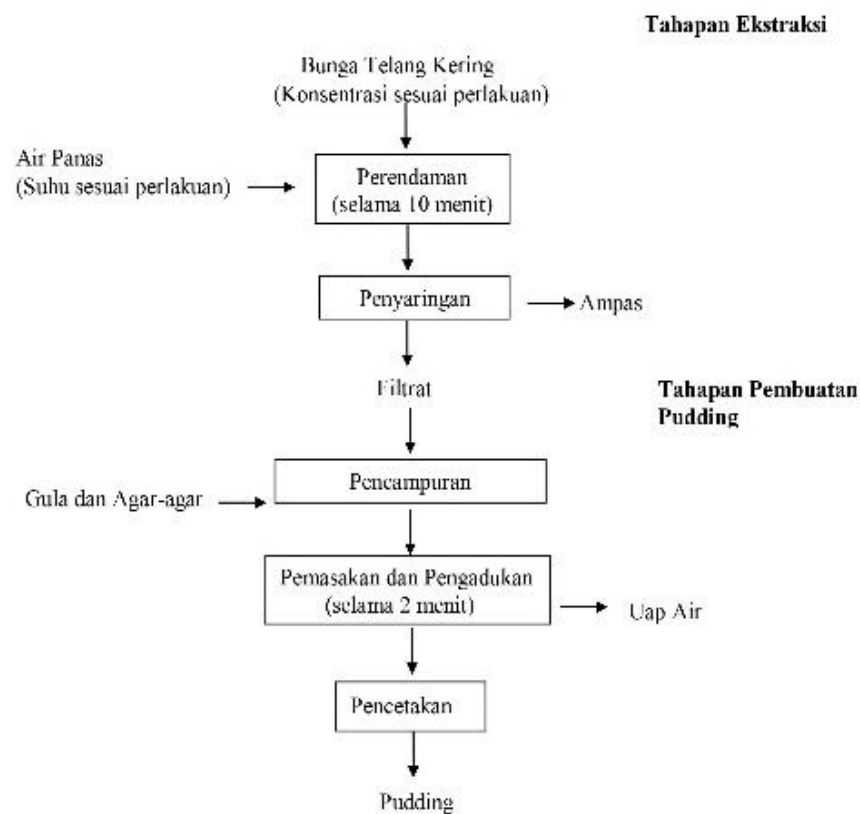 Tahapan Ekstraksi
Bunga Telang Kering
(Konsentrasi sesuai perlakuan)
Air Panas
(Suhu sesuai perlakuan)
Perendaman
(selama 10 menit)
Penyaringan
Ampas
Filtrat
Tahapan Pembuatan
Pudding
Pencampuran
Gula dan Agar-agar
Pemasakan dan Pengadukan
(selama 2 menit)
Uap Air
Pencetakan
Pudding